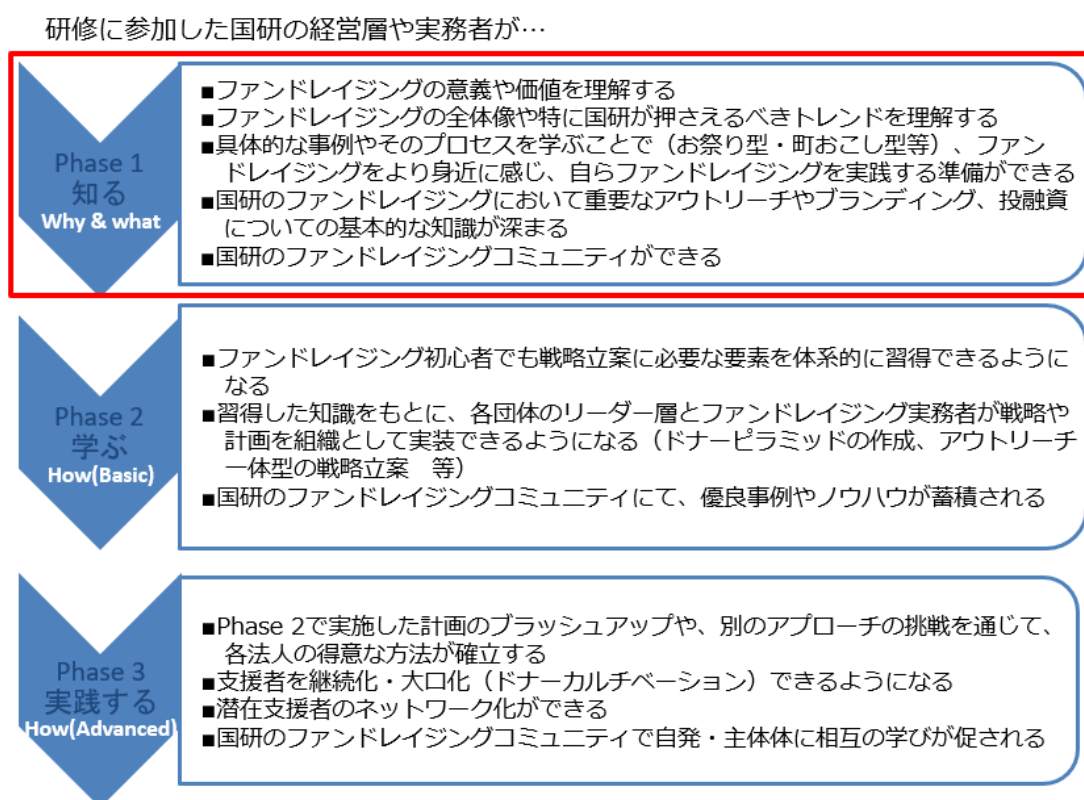 研修に参加した国研の経営層や実務者が…
Phase 1
知る
Why & what
■ファンドレイジングの意義や価値を理解する
■ファンドレイジングの全体像や特に国研が押さえるべきトレンドを理解する
■具体的な事例やそのプロセスを学ぶことで（お祭り型・町おこし型等）、ファン
ドレイジングをより身近に感じ、自らファンドレイジングを実践する準備ができる
■国研のファンドレイジングにおいて重要なアウトリーチやブランディング、投融資
についての基本的な知識が深まる
■国研のファンドレイジングコミュニティができる
Phase 2
学ぶ
How(Basic)
■ファンドレイジング初心者でも戦略立案に必要な要素を体系的に習得できるように
なる
■習得した知識をもとに、各団体のリーダー層とファンドレイジング実務者が戦略や
計画を組織として実装できるようになる（ドナーピラミッドの作成、アウトリーチ
一体型の戦略立案　等）
■国研のファンドレイジングコミュニティにて、優良事例やノウハウが蓄積される
Phase 3
実践する
How(Advanced)
■Phase 2で実施した計画のブラッシュアップや、別のアプローチの挑戦を通じて、
各法人の得意な方法が確立する
■支援者を継続化・大口化（ドナーカルチベーション）できるようになる
■潜在支援者のネットワーク化ができる
■国研のファンドレイジングコミュニティで自発・主体体に相互の学びが促される